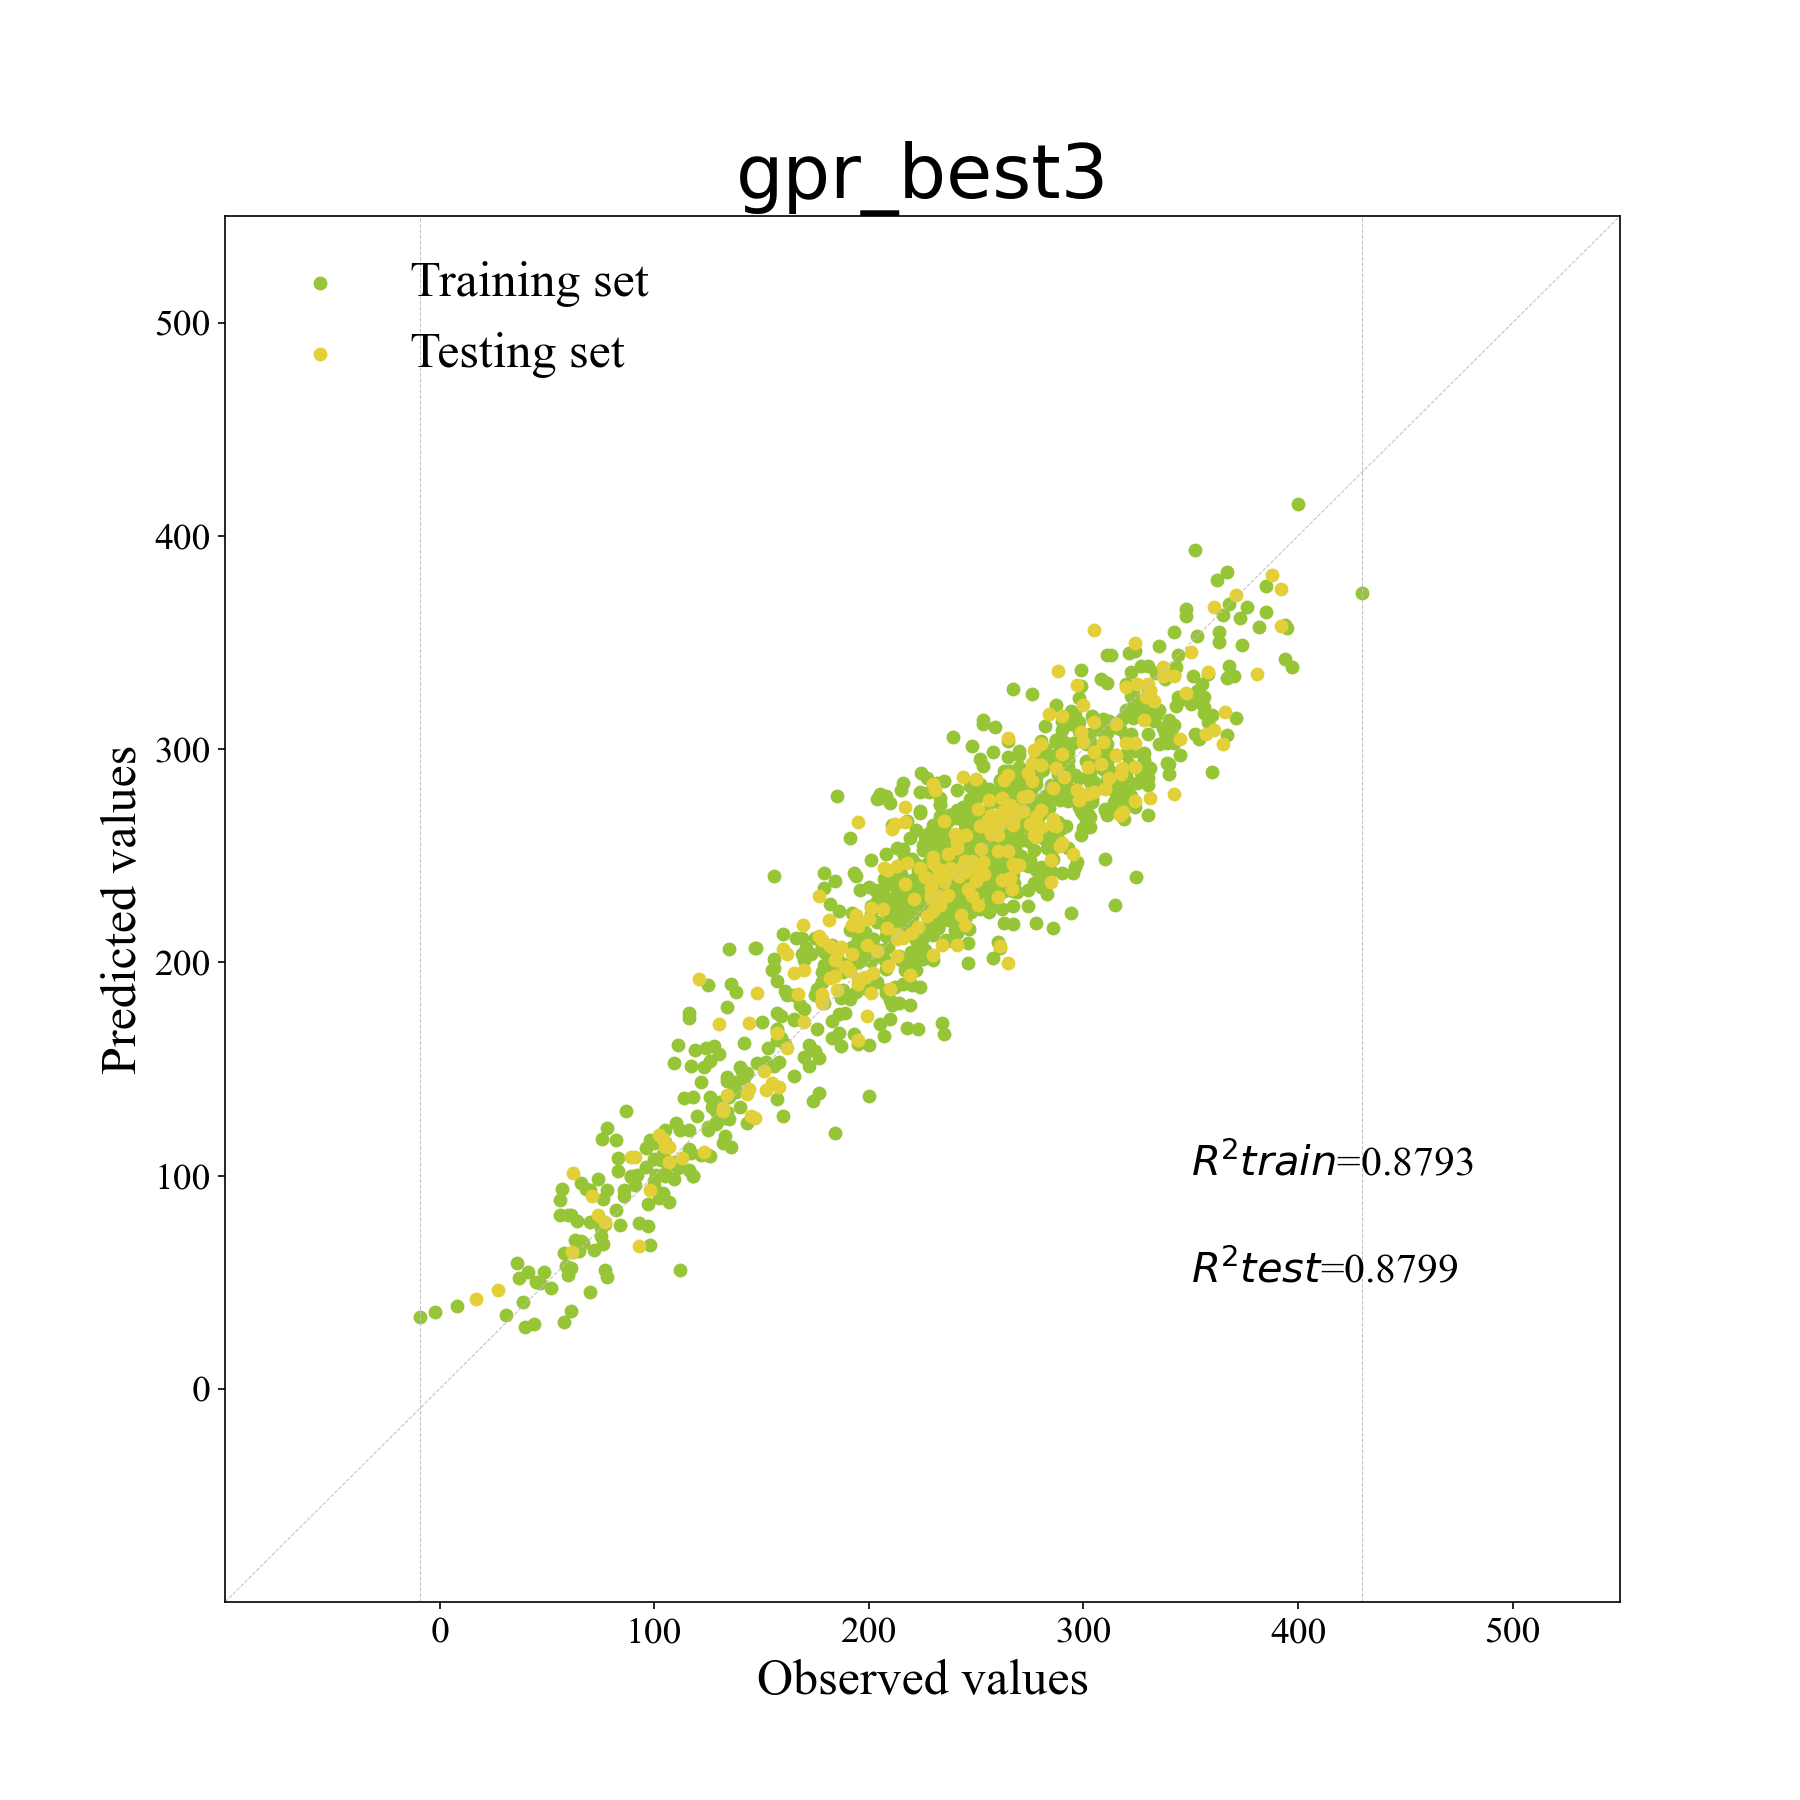 gpr_best3
Training set
Testing set
500
400
300
200
100
0
Predicted values
R²train=0.8793
R²test=0.8799
0 100 200 300 400 500
Observed values